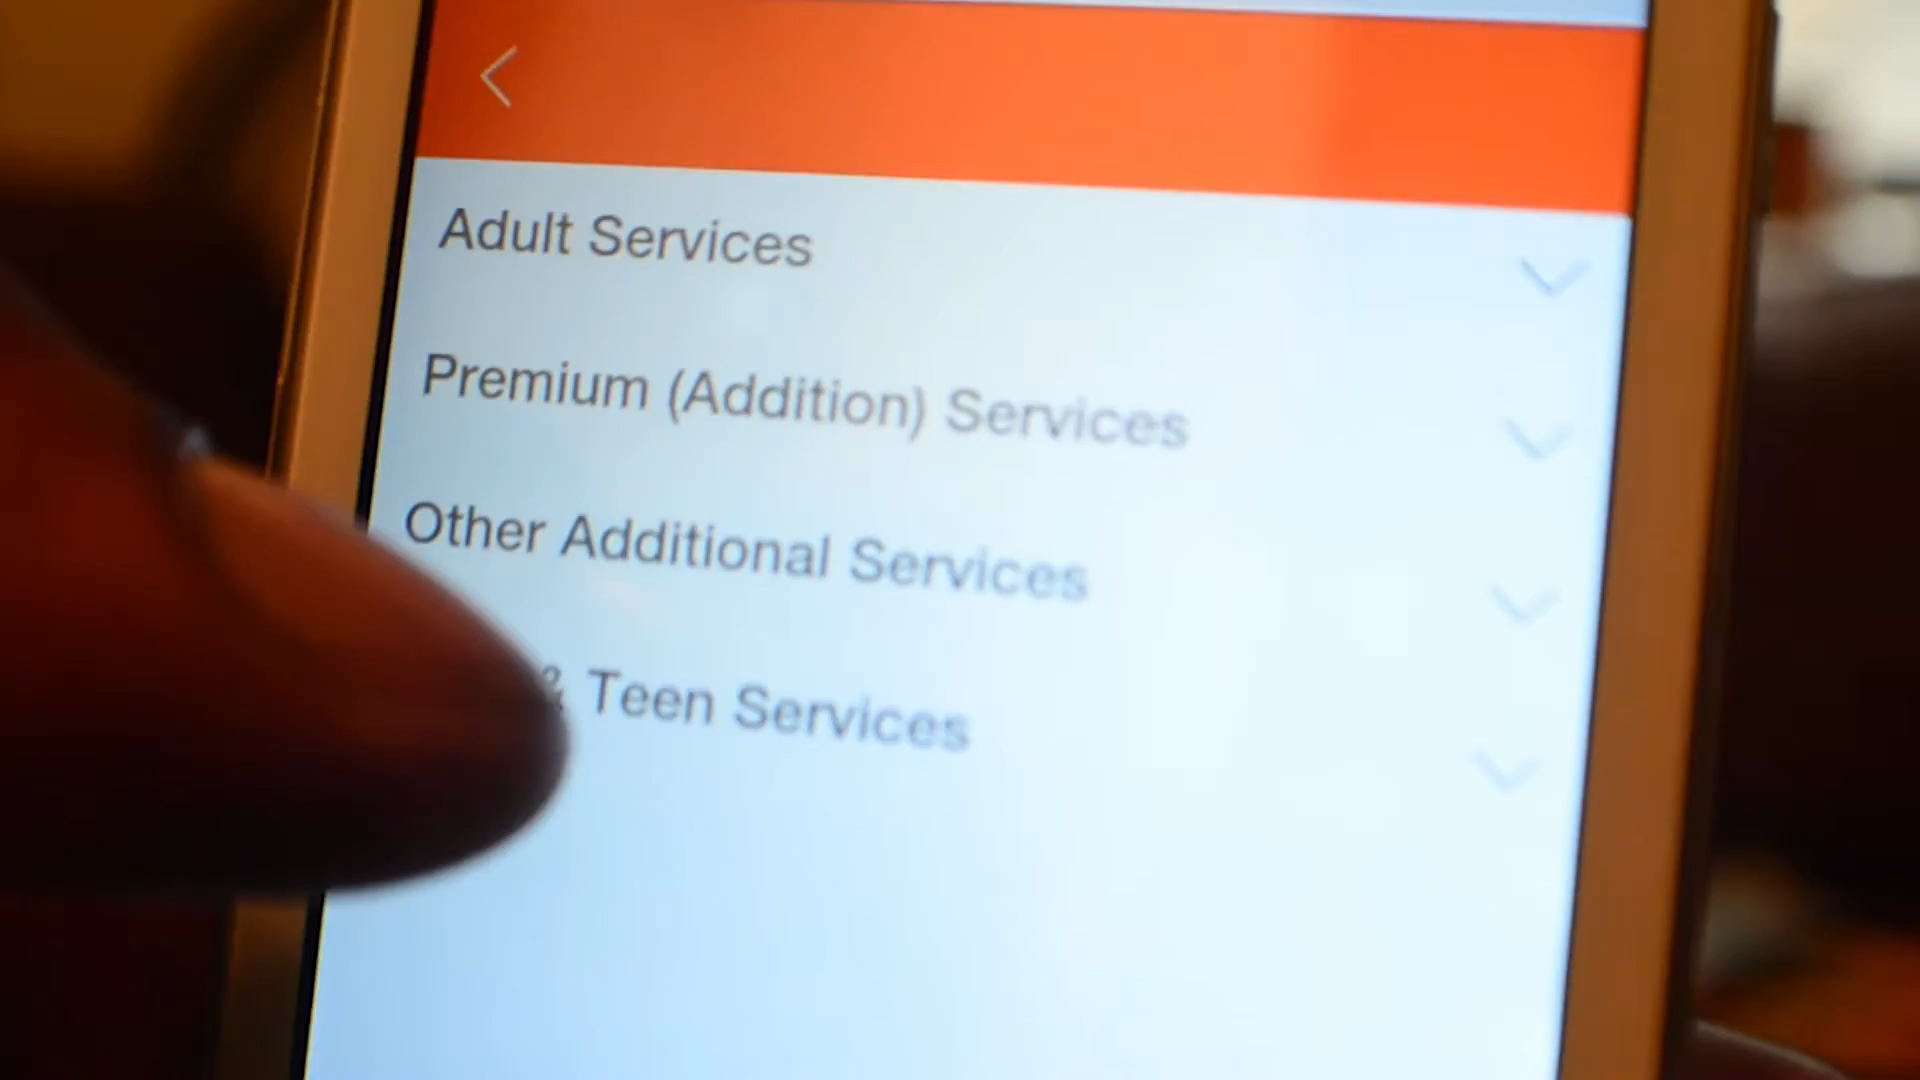 Adult Services
Premium (Addition) Services
Other Additional Services
& Teen Services